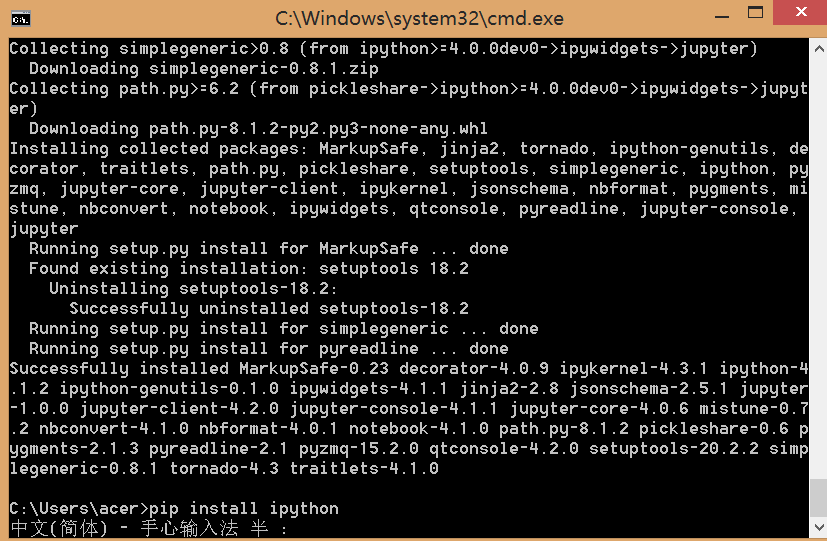 C:\Windows\system32\cmd.exe
Collecting simplegeneric>0.8 (from ipython>=4.0.0dev0->ipywidgets->jupyter)
  Downloading simplegeneric-0.8.1.zip
Collecting path.py>=6.2 (from pickleshare->ipython>=4.0.0dev0->ipywidgets->jupyt
er)
  Downloading path.py-8.1.2-py2.py3-none-any.whl
Installing collected packages: MarkupSafe, jinja2, tornado, ipython-genutils, de
corator, traitlets, path.py, pickleshare, setuptools, simplegeneric, ipython, py
zmq, jupyter-core, jupyter-client, ipykernel, jsonschema, nbformat, pygments, mi
stune, nbconvert, notebook, ipywidgets, qtconsole, pyreadline, jupyter-console,
jupyter
  Running setup.py install for MarkupSafe ... done
  Found existing installation: setuptools 18.2
    Uninstalling setuptools-18.2:
      Successfully uninstalled setuptools-18.2
  Running setup.py install for simplegeneric ... done
  Running setup.py install for pyreadline ... done
Successfully installed MarkupSafe-0.23 decorator-4.0.9 ipykernel-4.3.1 ipython-4
.1.2 ipython-genutils-0.1.0 ipywidgets-4.1.1 jinja2-2.8 jsonschema-2.5.1 jupyter
-1.0.0 jupyter-client-4.2.0 jupyter-console-4.1.1 jupyter-core-4.0.6 mistune-0.7
.2 nbconvert-4.1.0 nbformat-4.0.1 notebook-4.1.0 path.py-8.1.2 pickleshare-0.6 p
ygments-2.1.3 pyreadline-2.1 pyzmq-15.2.0 qtconsole-4.2.0 setuptools-20.2.2 simp
legeneric-0.8.1 tornado-4.3 traitlets-4.1.0
C:\Users\acer>pip install ipython
中文(简体) - 手心输入法 半 :